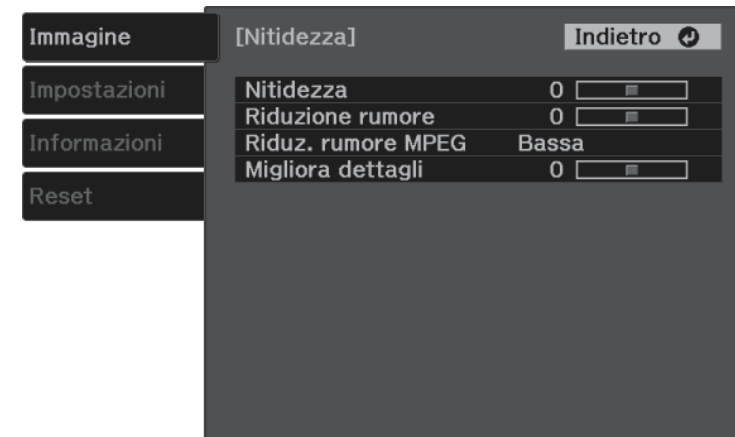 Immagine
Impostazioni
Informazioni
Reset
[Nitidezza]
Indietro
Nitidezza 0
Riduzione rumore 0
Riduz. rumore MPEG Bassa
Migliora dettagli 0